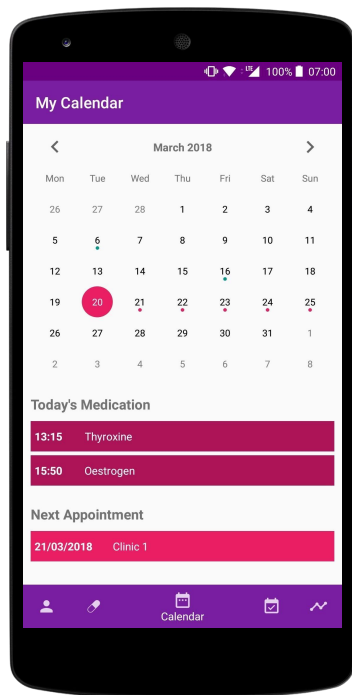 LTE 100% 07:00
My Calendar
March 2018
Mon Tue Wed Thu Fri Sat Sun
26 27 28 1 2 3 4
5 6 7 8 9 10 11
12 13 14 15 16 17 18
19 20 21 22 23 24 25
26 27 28 29 30 31 1
2 3 4 5 6 7 8
Today's Medication
13:15 Thyroxine
15:50 Oestrogen
Next Appointment
21/03/2018 Clinic 1
Calendar